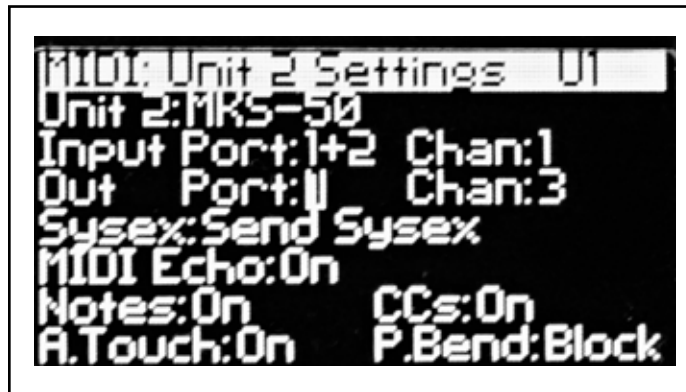 MIDI: Unit 2 Settings U1
Unit 2:MKS-50
Input Port:1+2 Chan:1
Out Port:1 Chan:3
Sysex:Send Sysex
MIDI Echo:On
Notes:On CCs:On
A.Touch:On P.Bend:Block